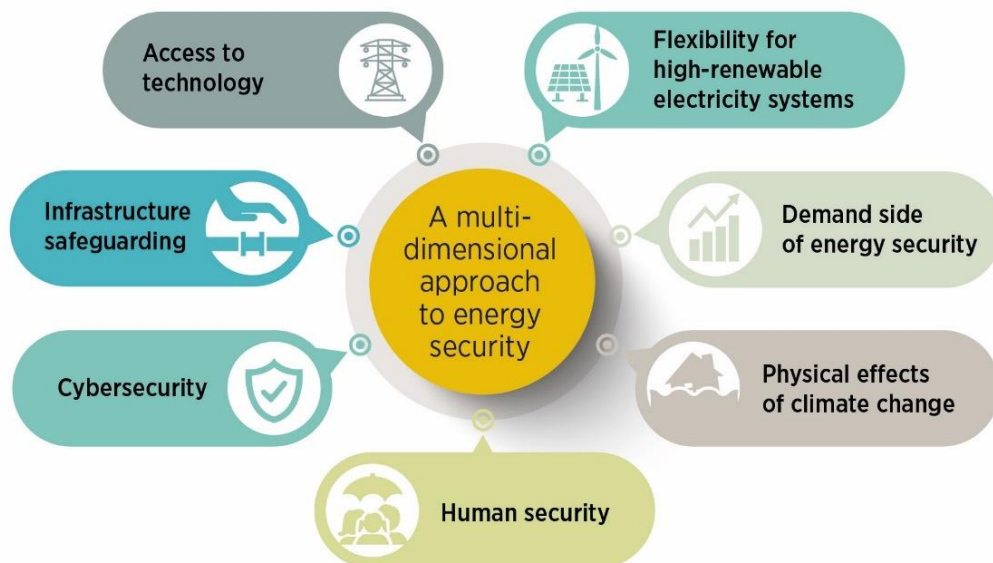 Access to
technology
Flexibility for
high-renewable
electricity systems
Infrastructure
safeguarding
A multi-
dimensional
approach
to energy
security
Demand side
of energy security
Cybersecurity
Physical effects
of climate change
Human security